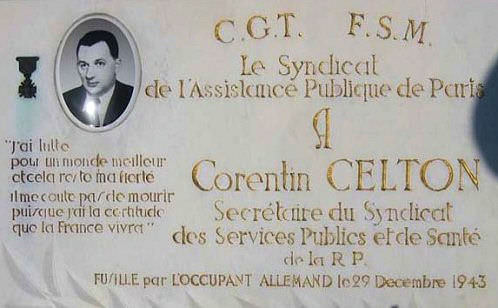 C.G.T. F.S.M.
Le Syndicat
de l'Assistance Publique de Paris
A
Corentin CELTON
Secrétaire du Syndicat
des Services Publics et de Santé
de la R P.
FUSILLE par L'OCCUPANT ALLEMAND le 29 Decembre 1943
"J'ai lutte
pour un monde meilleur
et cela reste ma fierté
il me coute pas de mourir
puisque j'ai la certitude
que la France vivra"